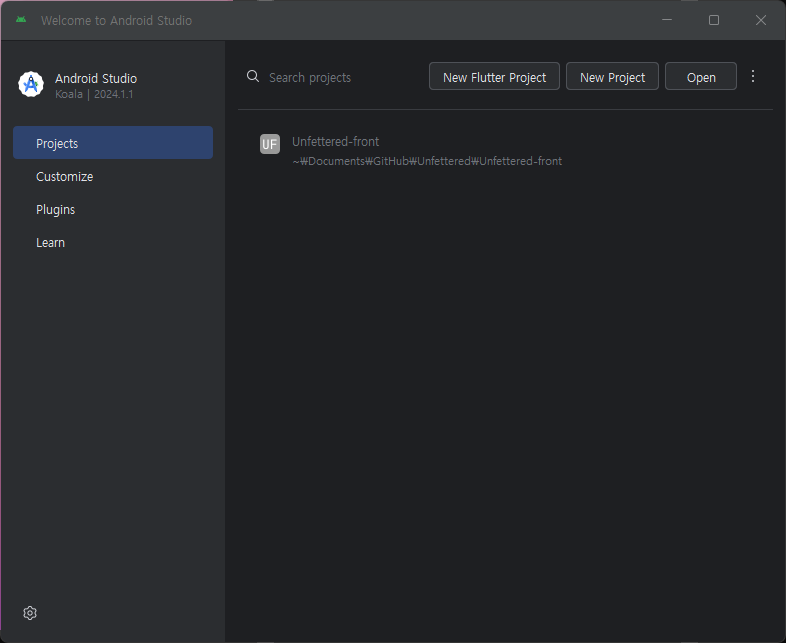 Welcome to Android Studio
Android Studio
Koala | 2024.1.1
Projects
Customize
Plugins
Learn
Search projects
New Flutter Project
New Project
Open
UF
Unfettered-front
~₩Documents₩GitHub₩Unfettered₩Unfettered-front